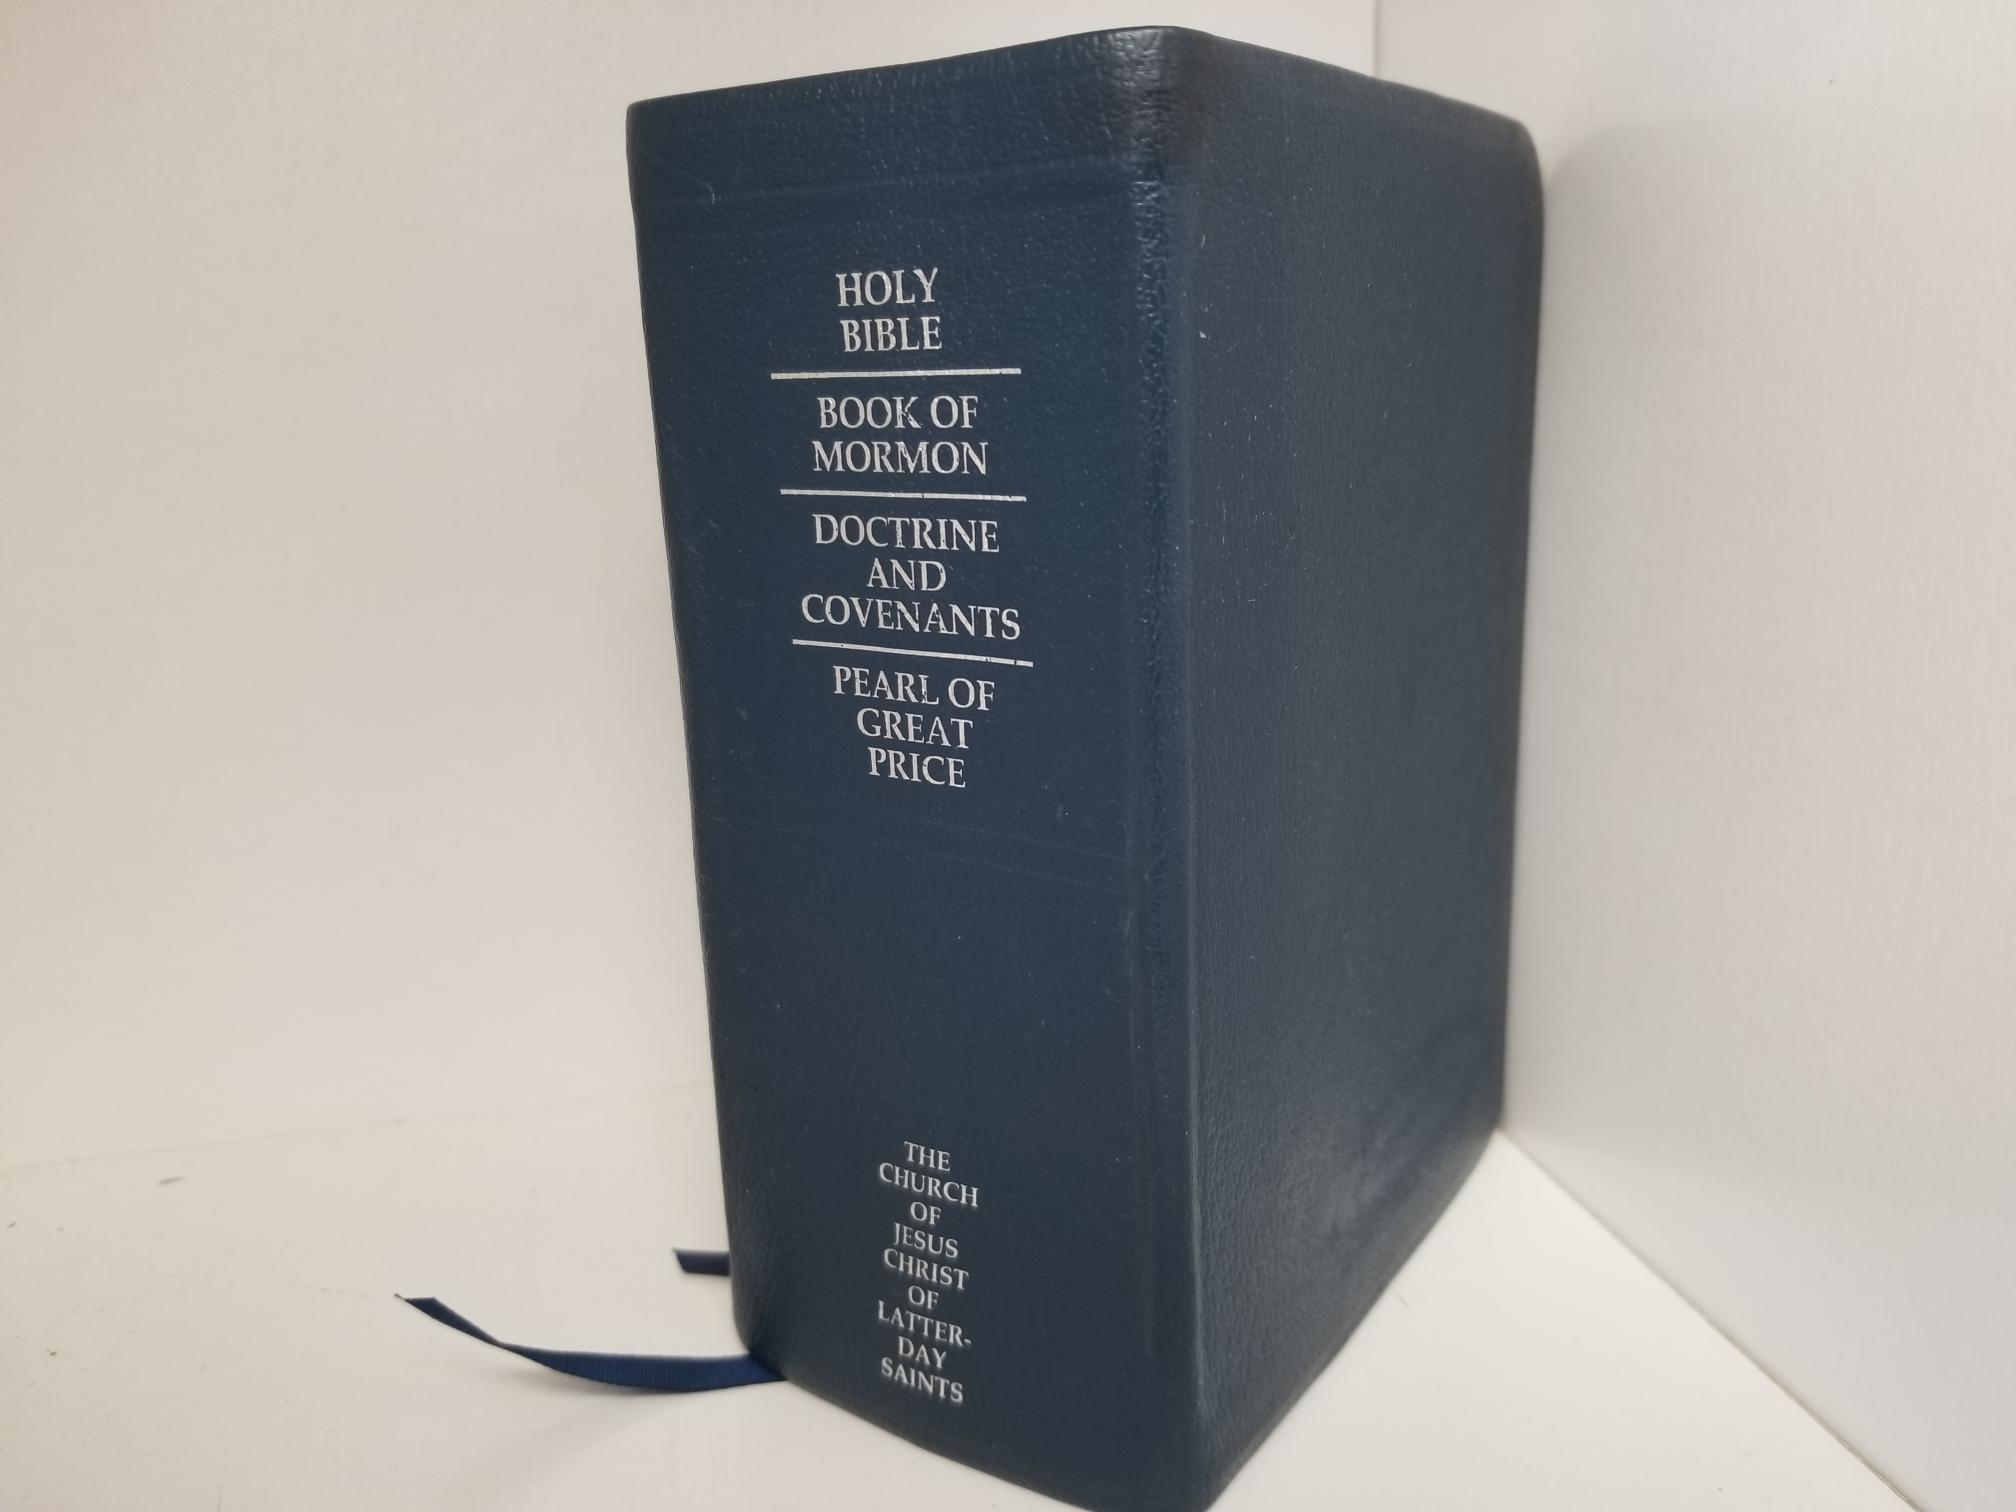 HOLY
BIBLE
BOOK OF
MORMON
DOCTRINE
AND
COVENANTS
PEARL OF
GREAT
PRICE
THE
CHURCH
OF
JESUS
CHRIST
OF
LATTER-
DAY
SAINTS